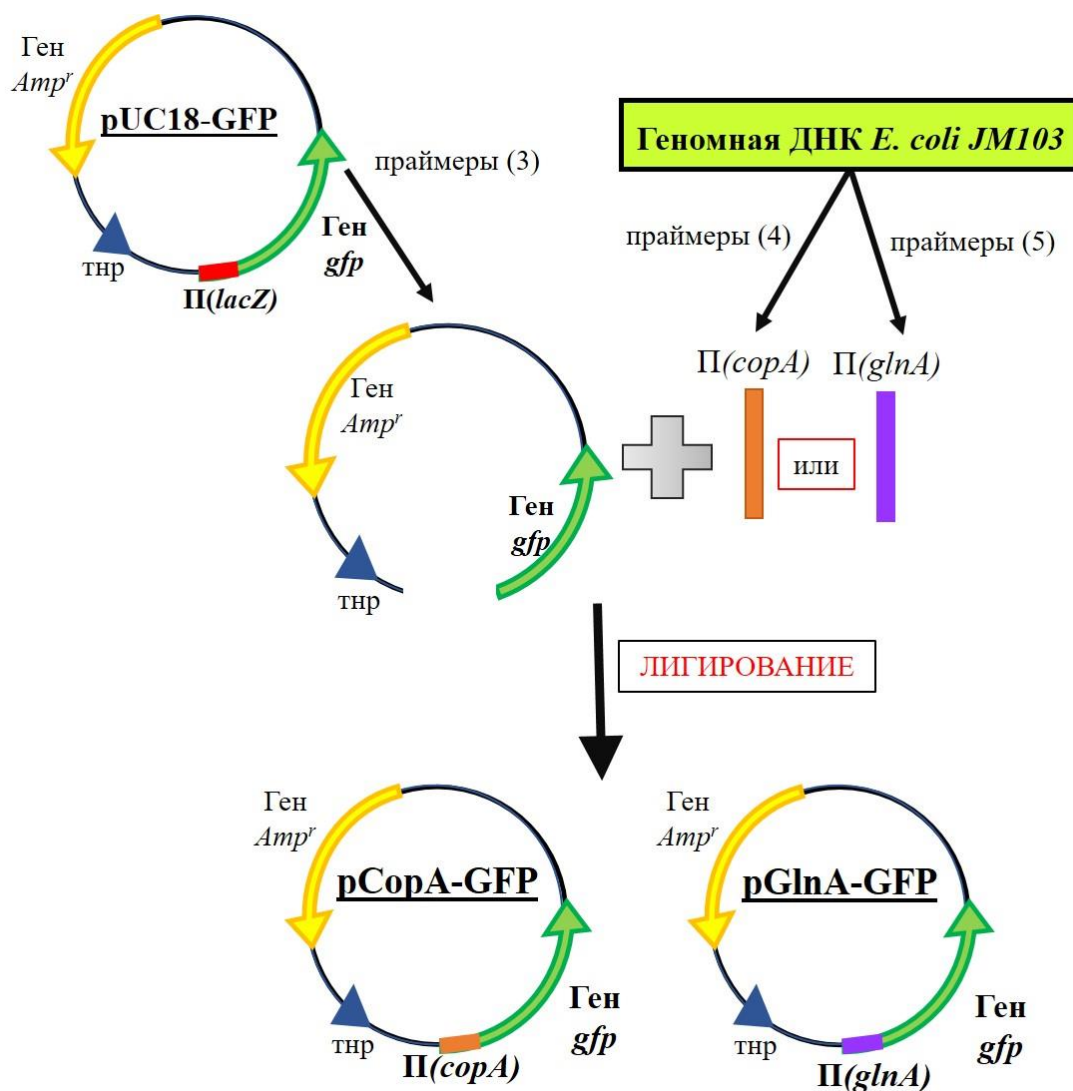 Ген
Ampʳ
pUC18-GFP
праймеры (3)
Ген
gfp
тнр
П(lacZ)
Геномная ДНК E. coli JM103
праймеры (4)
праймеры (5)
П(copA)
П(glnA)
или
Ген
Ampʳ
Ген
gfp
тнр
ЛИГИРОВАНИЕ
Ген
Ampʳ
pCopA-GFP
Ген
gfp
тнр
П(copA)
Ген
Ampʳ
pGlnA-GFP
Ген
gfp
тнр
П(glnA)